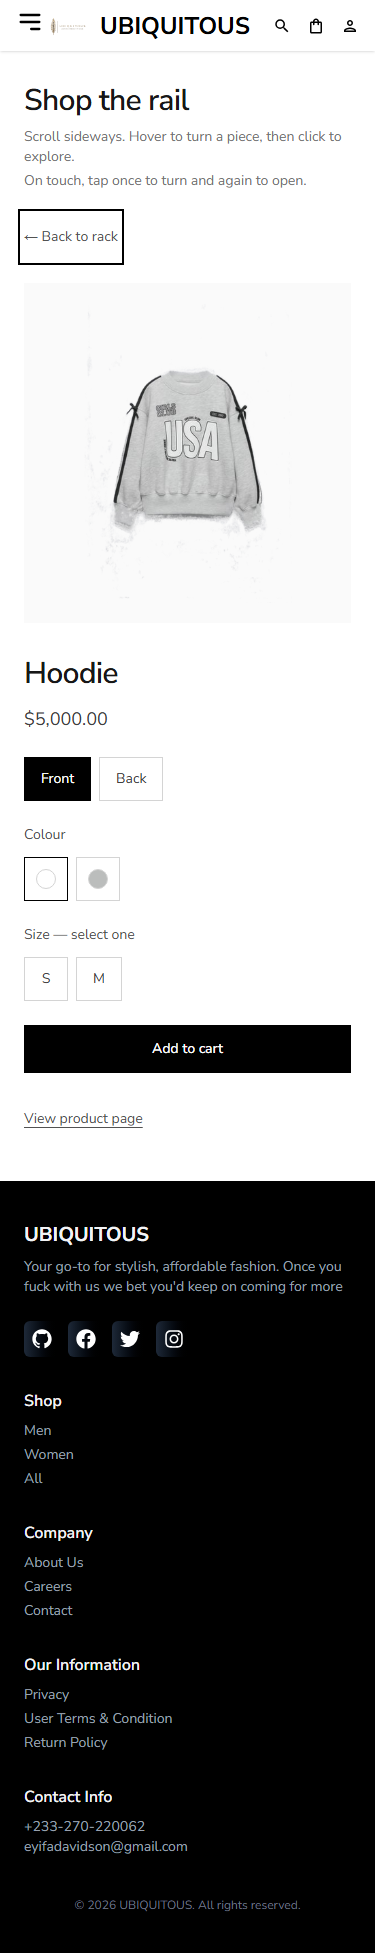 UBIQUITOUS
Shop the rail
Scroll sideways. Hover to turn a piece, then click to
explore.
On touch, tap once to turn and again to open.
← Back to rack
USA
Hoodie
$5,000.00
Front
Back
Colour
Size — select one
S
M
Add to cart
View product page
UBIQUITOUS
Your go-to for stylish, affordable fashion. Once you
fuck with us we bet you'd keep on coming for more
Shop
Men
Women
All
Company
About Us
Careers
Contact
Our Information
Privacy
User Terms & Condition
Return Policy
Contact Info
+233-270-220062
eyifadavidson@gmail.com
© 2026 UBIQUITOUS. All rights reserved.